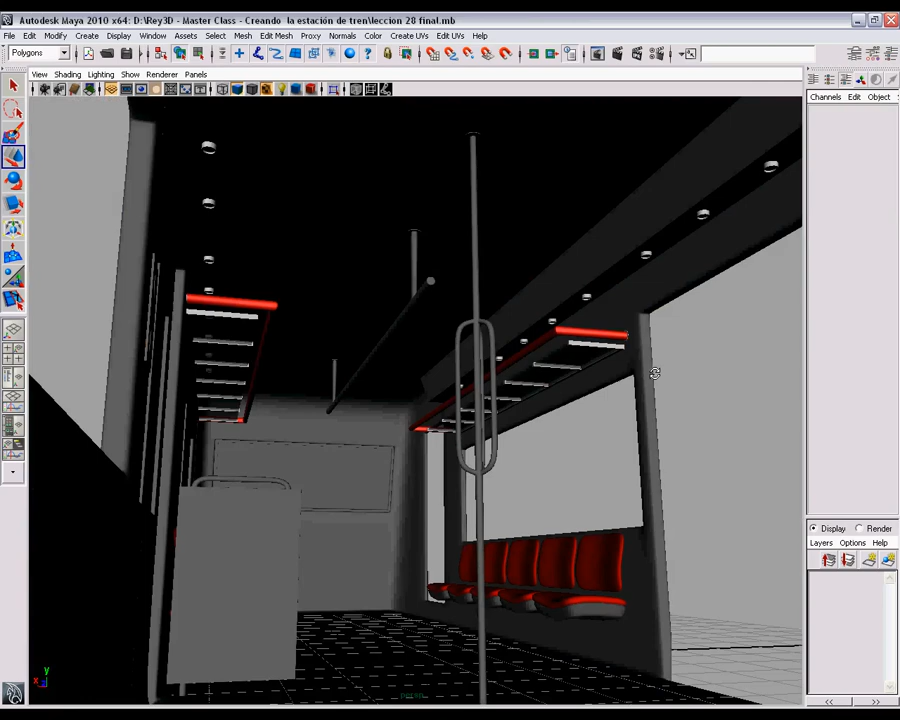 Autodesk Maya 2010 x64: D:\Rey3D - Master Class - Creando la estación de tren\leccion 28 final.mb
File Edit Modify Create Display Window Assets Select Mesh Edit Mesh Proxy Normals Color Create UVs Edit UVs Help
Polygons
View Shading Lighting Show Renderer Panels
Channels Edit Object
Display Render
Layers Options Help
y
x
persp